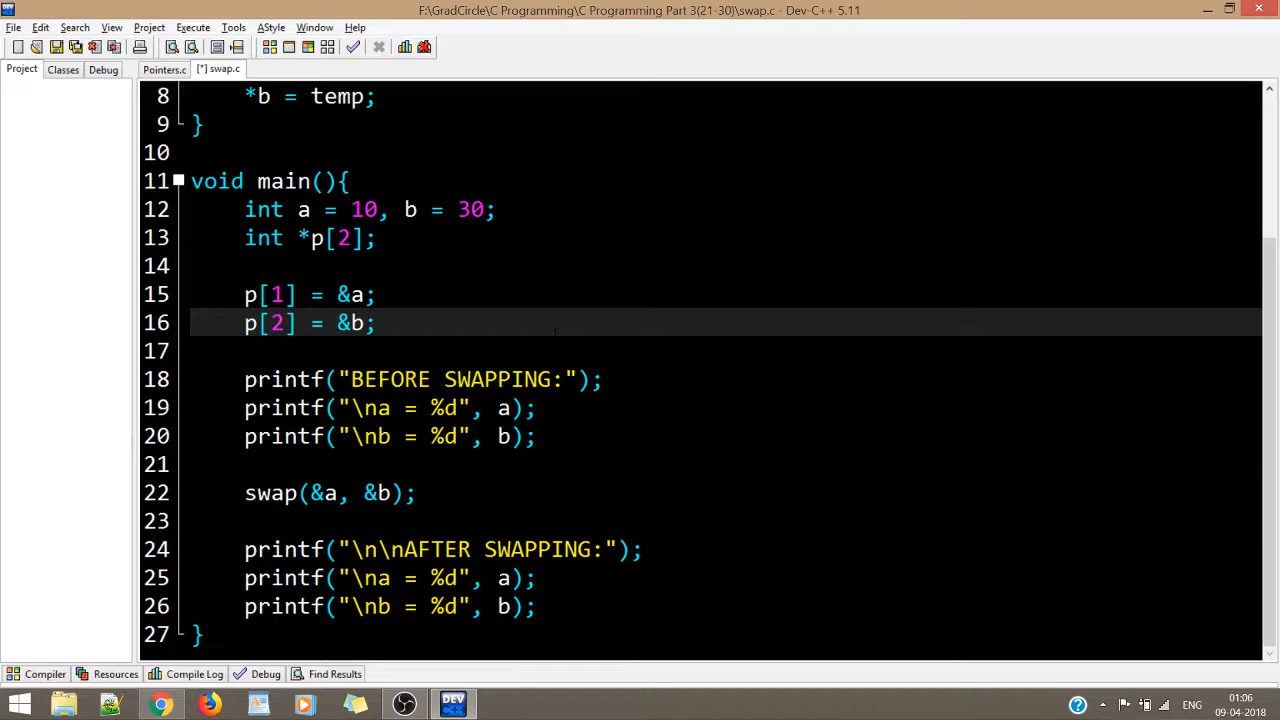 F:\GradCircle\C Programming\C Programming Part 3(21-30)\swap.c - Dev-C++ 5.11
File Edit Search View Project Execute Tools AStyle Window Help
Project Classes Debug Pointers.c [*] swap.c
8 *b = temp;
9 }
10
11 void main(){
12 int a = 10, b = 30;
13 int *p[2];
14
15 p[1] = &a;
16 p[2] = &b;
17
18 printf("BEFORE SWAPPING:");
19 printf("\na = %d", a);
20 printf("\nb = %d", b);
21
22 swap(&a, &b);
23
24 printf("\n\nAFTER SWAPPING:");
25 printf("\na = %d", a);
26 printf("\nb = %d", b);
27 }
Compiler Resources Compile Log Debug Find Results
DEV
ENG
01:06
09-04-2018